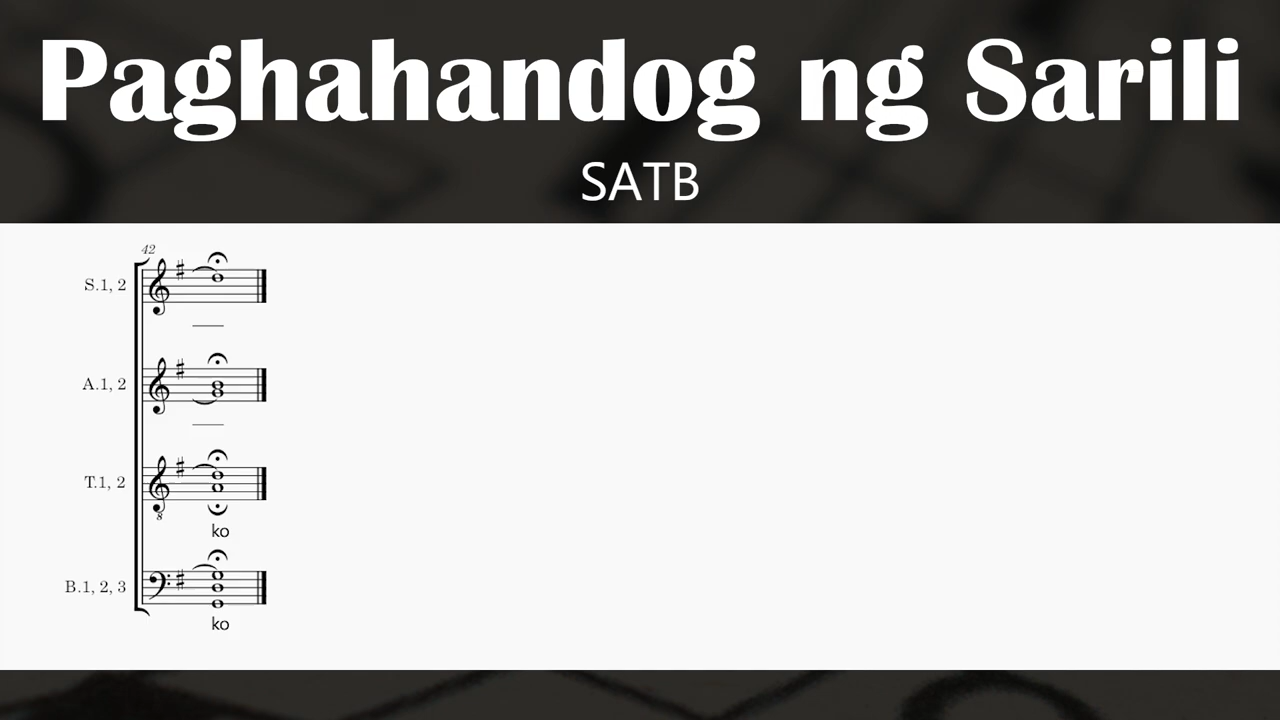 Paghahandog ng Sarili
SATB
42
S.1, 2
A.1, 2
T.1, 2
8
ko
B.1, 2, 3
ko